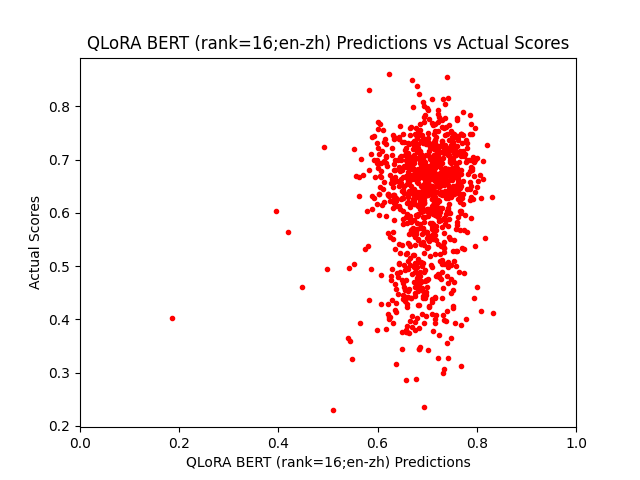 QLoRA BERT (rank=16;en-zh) Predictions vs Actual Scores
0.8
0.7
0.6
0.5
0.4
0.3
0.2
Actual Scores
0.0 0.2 0.4 0.6 0.8 1.0
QLoRA BERT (rank=16;en-zh) Predictions